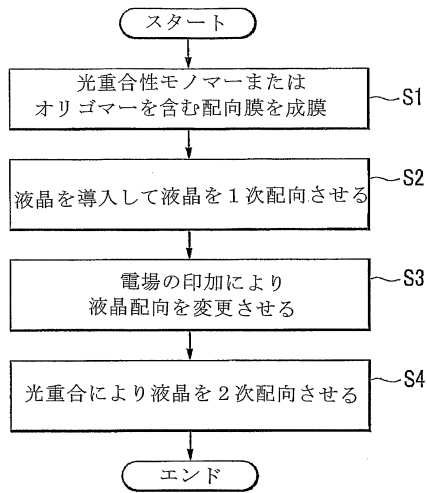 スタート
光重合性モノマーまたは
オリゴマーを含む配向膜を成膜
S1
液晶を導入して液晶を1次配向させる
S2
電場の印加により
液晶配向を変更させる
S3
光重合により液晶を2次配向させる
S4
エンド